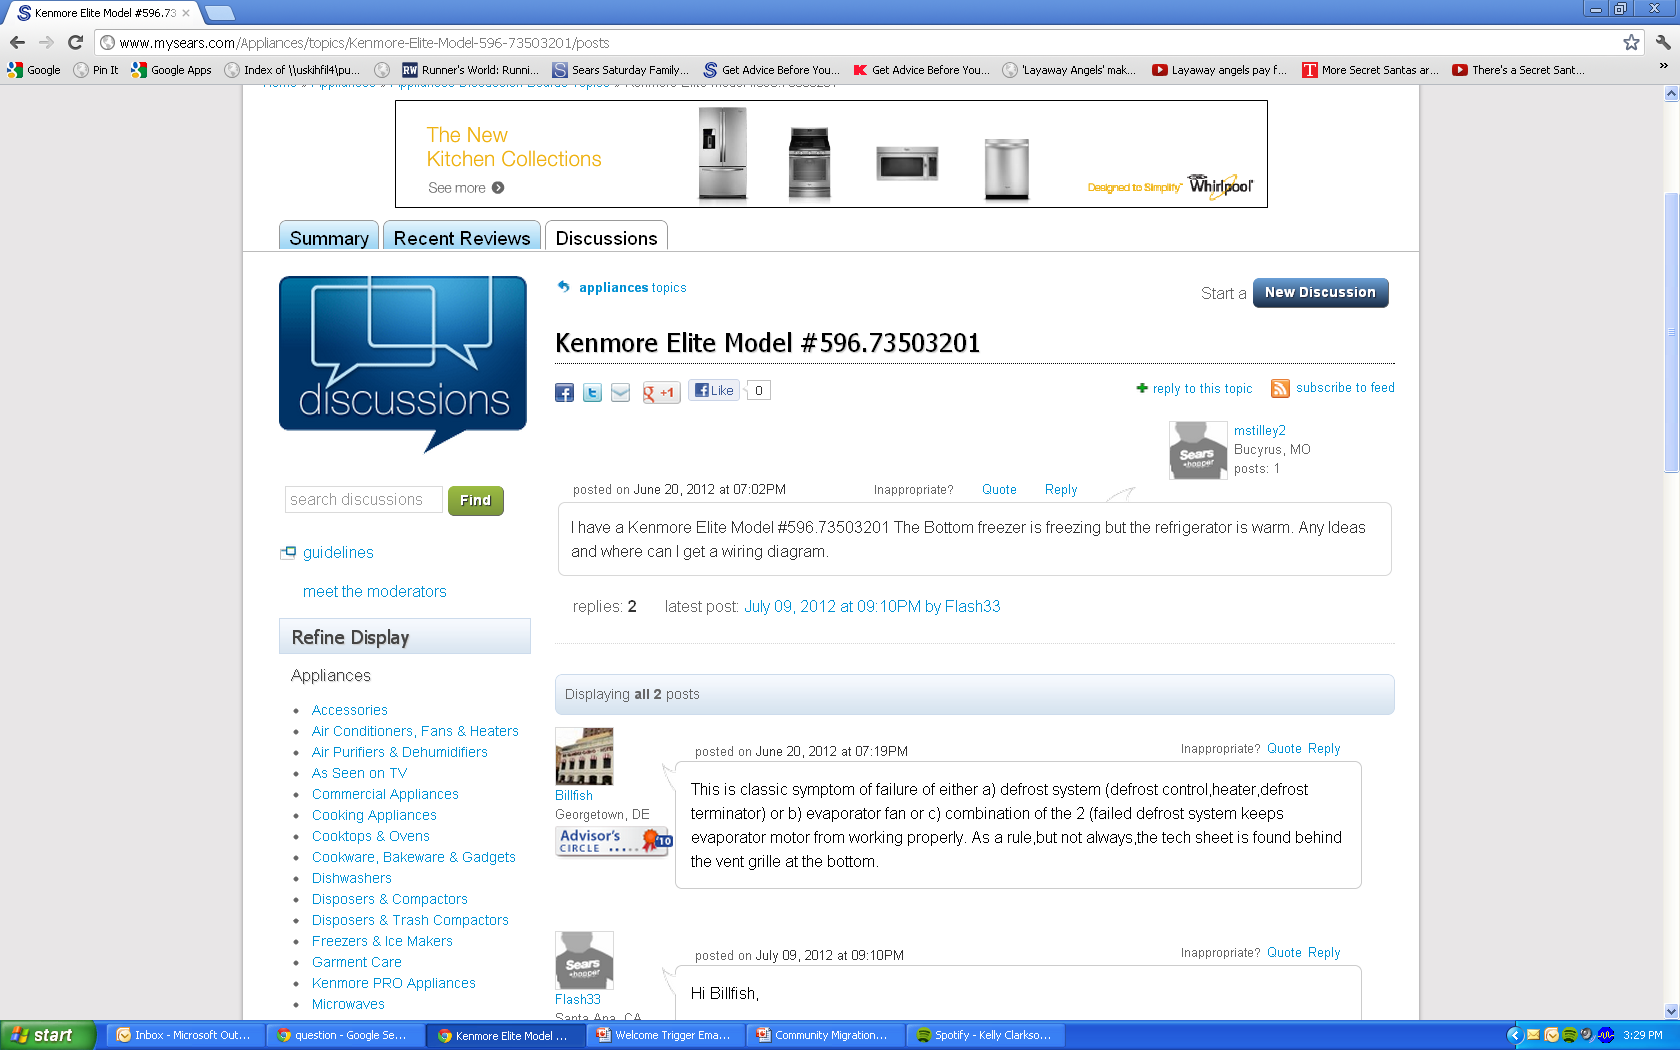 Kenmore Elite Model #596.73
www.mysears.com/Appliances/topics/Kenmore-Elite-Model-596-73503201/posts
Google
Pin It
Google Apps
Index of \\uskihfil4\pu...
Runner's World: Runni...
Sears Saturday Family...
Get Advice Before You...
Get Advice Before You...
'Layaway Angels' mak...
Layaway angels pay f...
More Secret Santas ar...
There's a Secret Sant...
»
The New
Kitchen Collections
See more
Designed to Simplify™
Whirlpool
Summary
Recent Reviews
Discussions
discussions
appliances topics
Start a
New Discussion
Kenmore Elite Model #596.73503201
+1
Like
0
reply to this topic
subscribe to feed
Sears
shopper
mstilley2
Bucyrus, MO
posts: 1
search discussions
Find
posted on June 20, 2012 at 07:02PM
Inappropriate?
Quote
Reply
I have a Kenmore Elite Model #596.73503201 The Bottom freezer is freezing but the refrigerator is warm. Any Ideas
and where can I get a wiring diagram.
guidelines
meet the moderators
replies: 2
latest post: July 09, 2012 at 09:10PM by Flash33
Refine Display
Appliances
Accessories
Air Conditioners, Fans & Heaters
Air Purifiers & Dehumidifiers
As Seen on TV
Commercial Appliances
Cooking Appliances
Cooktops & Ovens
Cookware, Bakeware & Gadgets
Dishwashers
Disposers & Compactors
Disposers & Trash Compactors
Freezers & Ice Makers
Garment Care
Kenmore PRO Appliances
Microwaves
Displaying all 2 posts
Billfish
Georgetown, DE
Advisor's
CIRCLE
10
posted on June 20, 2012 at 07:19PM
Inappropriate? Quote Reply
This is classic symptom of failure of either a) defrost system (defrost control,heater,defrost
terminator) or b) evaporator fan or c) combination of the 2 (failed defrost system keeps
evaporator motor from working properly. As a rule,but not always,the tech sheet is found behind
the vent grille at the bottom.
Sears
shopper
Flash33
Santa Ana, CA
posted on July 09, 2012 at 09:10PM
Inappropriate? Quote Reply
Hi Billfish,
start
Inbox - Microsoft Out...
question - Google Se...
Kenmore Elite Model ...
Welcome Trigger Ema...
Community Migration...
Spotify - Kelly Clarkso...
3:29 PM